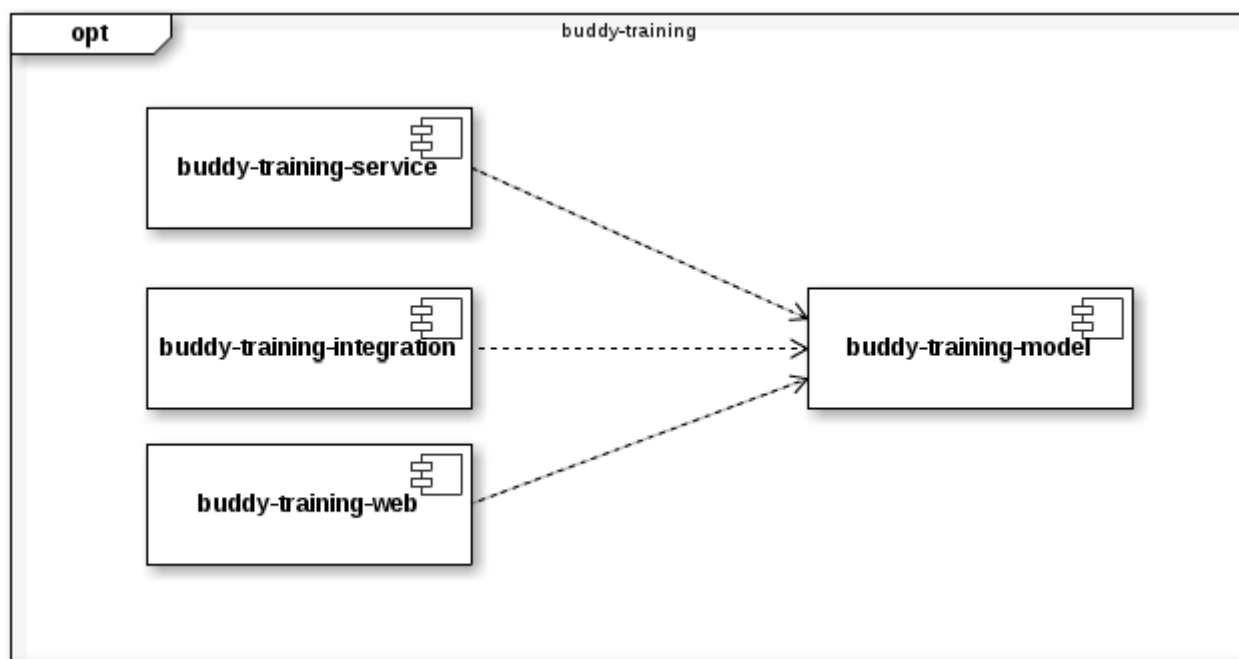 opt
buddy-training
buddy-training-service
buddy-training-integration
buddy-training-model
buddy-training-web